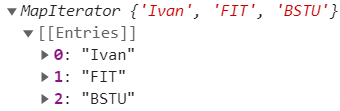 ▼ MapIterator {'Ivan', 'FIT', 'BSTU'}
▼ [[Entries]]
▶ 0: "Ivan"
▶ 1: "FIT"
▶ 2: "BSTU"